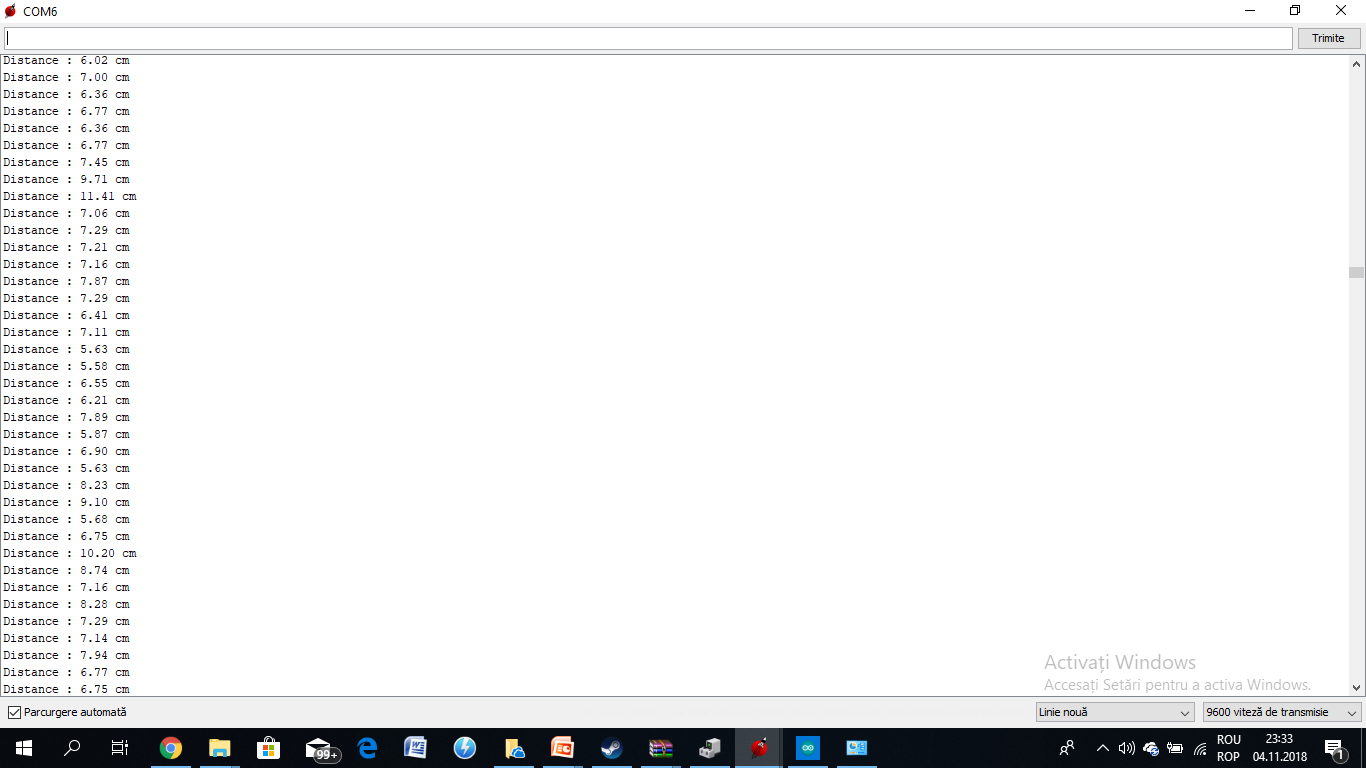 COM6
Trimite
Distance : 6.02 cm
Distance : 7.00 cm
Distance : 6.36 cm
Distance : 6.77 cm
Distance : 6.36 cm
Distance : 6.77 cm
Distance : 7.45 cm
Distance : 9.71 cm
Distance : 11.41 cm
Distance : 7.06 cm
Distance : 7.29 cm
Distance : 7.21 cm
Distance : 7.16 cm
Distance : 7.87 cm
Distance : 7.29 cm
Distance : 6.41 cm
Distance : 7.11 cm
Distance : 5.63 cm
Distance : 5.58 cm
Distance : 6.55 cm
Distance : 6.21 cm
Distance : 7.89 cm
Distance : 5.87 cm
Distance : 6.90 cm
Distance : 5.63 cm
Distance : 8.23 cm
Distance : 9.10 cm
Distance : 5.68 cm
Distance : 6.75 cm
Distance : 10.20 cm
Distance : 8.74 cm
Distance : 7.16 cm
Distance : 8.28 cm
Distance : 7.29 cm
Distance : 7.14 cm
Distance : 7.94 cm
Distance : 6.77 cm
Distance : 6.75 cm
Activați Windows
Accesați Setări pentru a activa Windows.
Parcurgere automată
Linie nouă
9600 viteză de transmisie
99+
ROU
ROP
23:33
04.11.2018
1